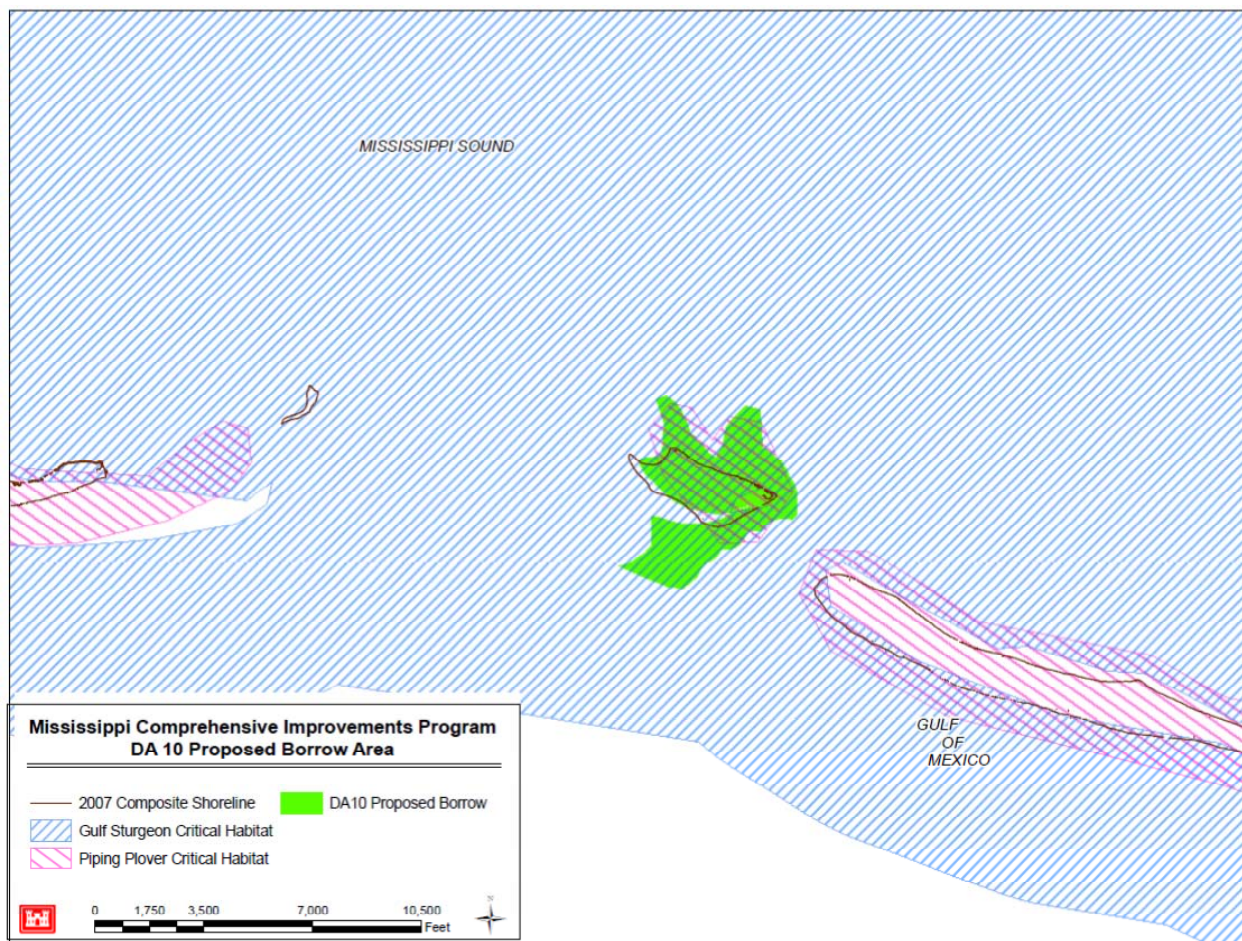 MISSISSIPPI SOUND
GULF
OF
MEXICO
Mississippi Comprehensive Improvements Program
DA 10 Proposed Borrow Area
2007 Composite Shoreline
DA10 Proposed Borrow
Gulf Sturgeon Critical Habitat
Piping Plover Critical Habitat
0 1,750 3,500 7,000 10,500
Feet
N